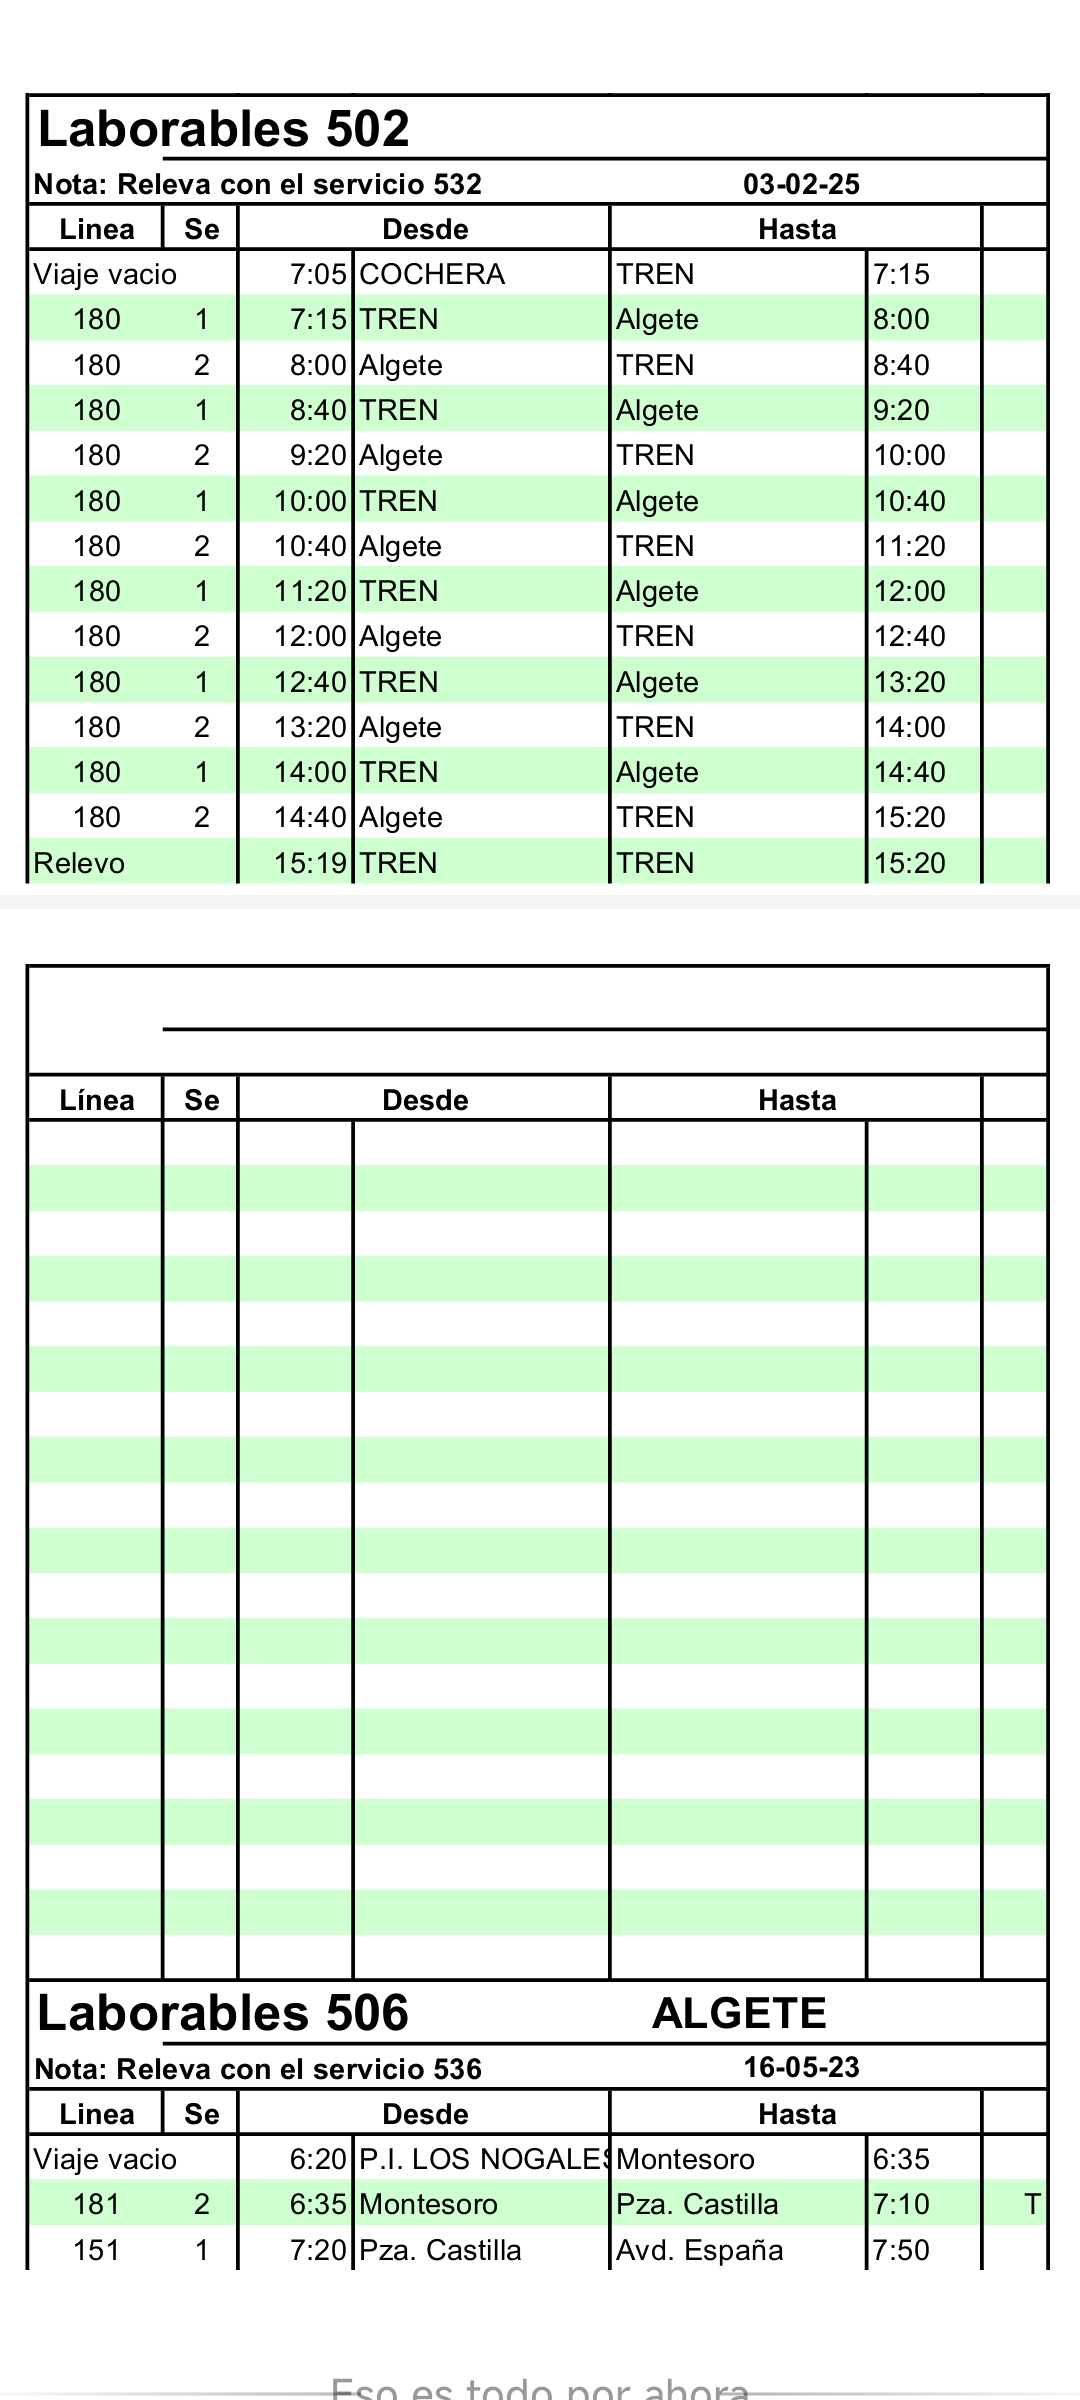 Laborables 502
Nota: Releva con el servicio 532 03-02-25
Linea Se Desde Hasta
Viaje vacio 7:05 COCHERA TREN 7:15
180 1 7:15 TREN Algete 8:00
180 2 8:00 Algete TREN 8:40
180 1 8:40 TREN Algete 9:20
180 2 9:20 Algete TREN 10:00
180 1 10:00 TREN Algete 10:40
180 2 10:40 Algete TREN 11:20
180 1 11:20 TREN Algete 12:00
180 2 12:00 Algete TREN 12:40
180 1 12:40 TREN Algete 13:20
180 2 13:20 Algete TREN 14:00
180 1 14:00 TREN Algete 14:40
180 2 14:40 Algete TREN 15:20
Relevo 15:19 TREN TREN 15:20
Línea Se Desde Hasta
Laborables 506 ALGETE
Nota: Releva con el servicio 536 16-05-23
Linea Se Desde Hasta
Viaje vacio 6:20 P.I. LOS NOGALES Montesoro 6:35
181 2 6:35 Montesoro Pza. Castilla 7:10 T
151 1 7:20 Pza. Castilla Avd. España 7:50
Eso es todo por ahora